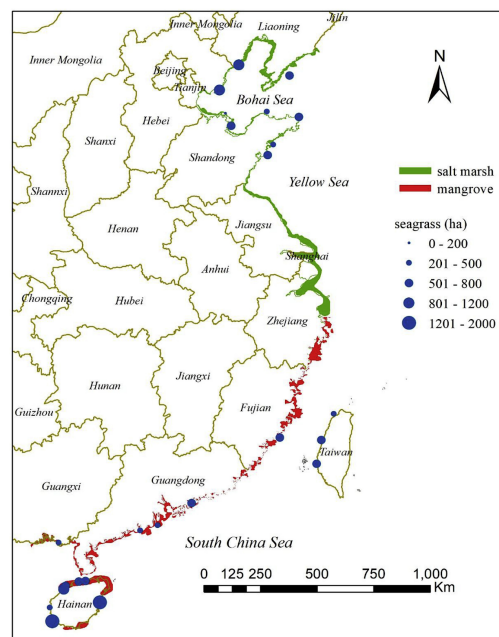 Jilin
Liaoning
Inner Mongolia
Inner Mongolia
Beijing
Tianjin
Bohai Sea
Hebei
Shanxi
Shandong
Yellow Sea
Shannxi
Henan
Jiangsu
Shanghai
Anhui
Chongqing
Hubei
Zhejiang
Hunan
Jiangxi
Guizhou
Fujian
Taiwan
Guangxi
Guangdong
South China Sea
Hainan
N
salt marsh
mangrove
seagrass (ha)
0 - 200
201 - 500
501 - 800
801 - 1200
1201 - 2000
0 125 250 500 750 1,000
Km